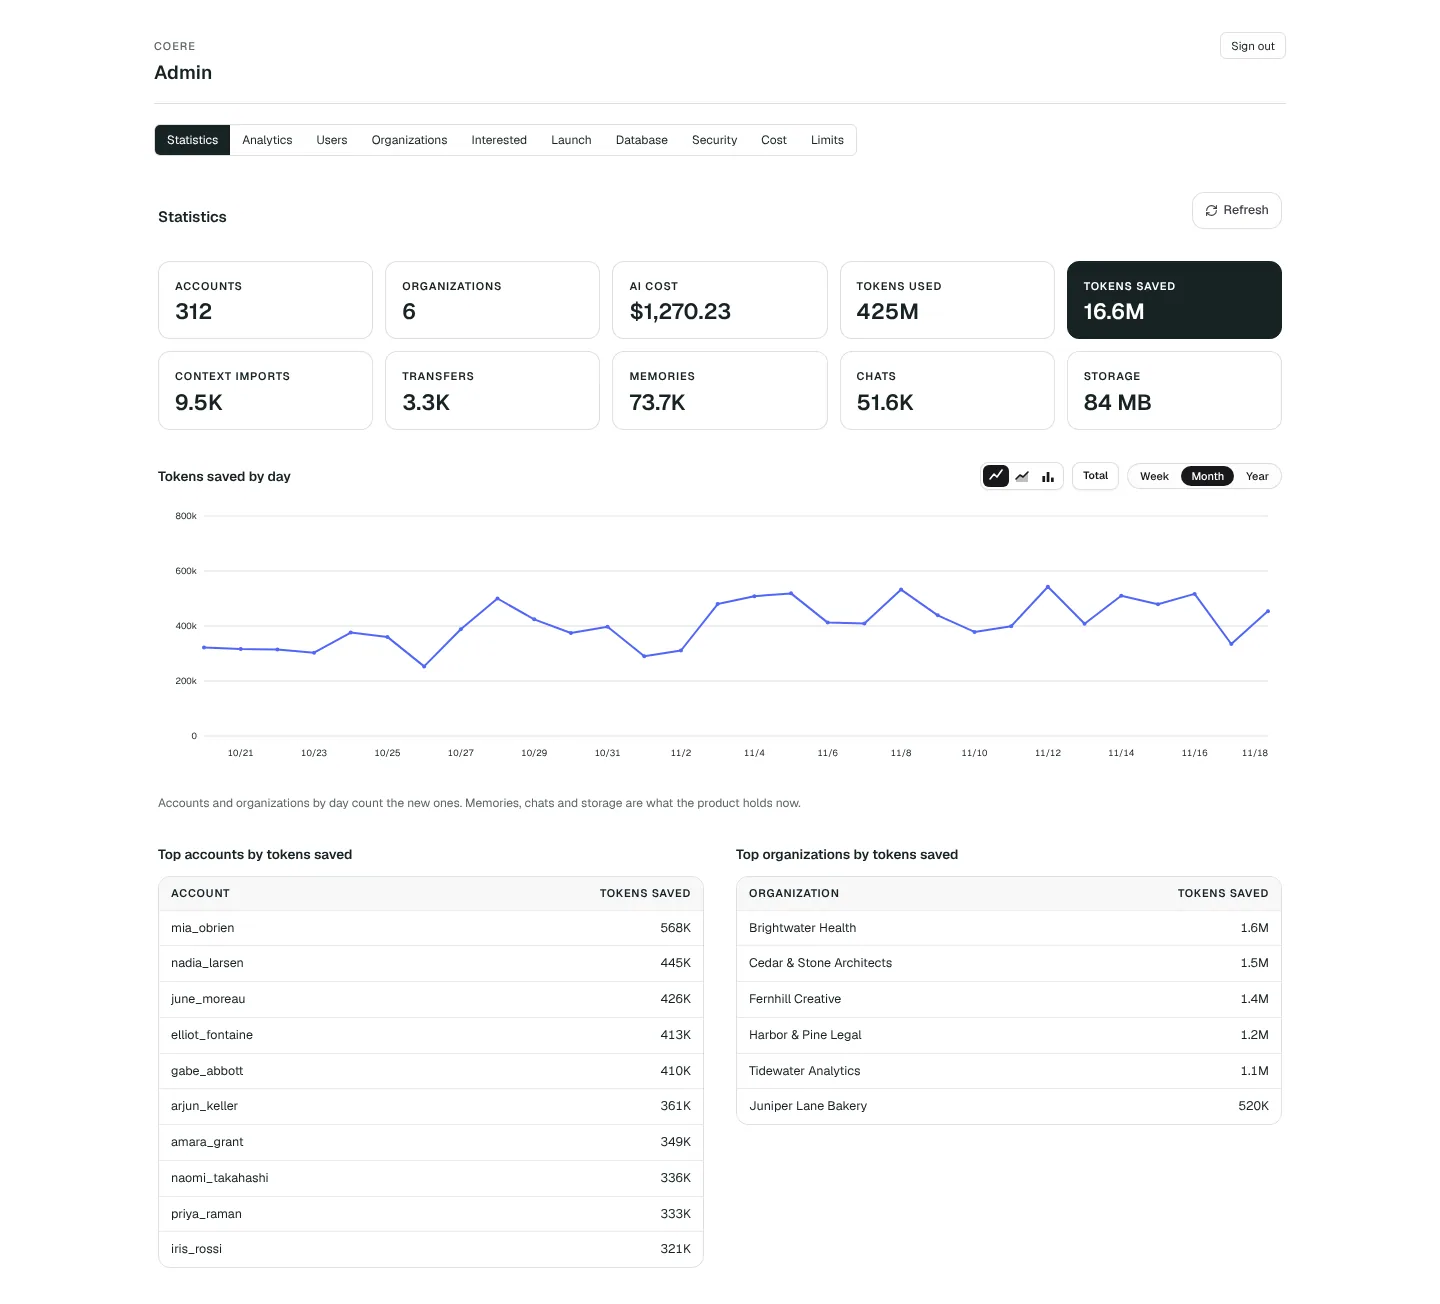 COERE
Sign out
Admin
Statistics Analytics Users Organizations Interested Launch Database Security Cost Limits
Statistics
Refresh
ACCOUNTS ORGANIZATIONS AI COST TOKENS USED TOKENS SAVED
312 6 $1,270.23 425M 16.6M
CONTEXT IMPORTS TRANSFERS MEMORIES CHATS STORAGE
9.5K 3.3K 73.7K 51.6K 84 MB
Tokens saved by day
Total Week Month Year
800k
600k
400k
200k
0
10/21 10/23 10/25 10/27 10/29 10/31 11/2 11/4 11/6 11/8 11/10 11/12 11/14 11/16 11/18
Accounts and organizations by day count the new ones. Memories, chats and storage are what the product holds now.
Top accounts by tokens saved
ACCOUNT TOKENS SAVED
mia_obrien 568K
nadia_larsen 445K
june_moreau 426K
elliot_fontaine 413K
gabe_abbott 410K
arjun_keller 361K
amara_grant 349K
naomi_takahashi 336K
priya_raman 333K
iris_rossi 321K
Top organizations by tokens saved
ORGANIZATION TOKENS SAVED
Brightwater Health 1.6M
Cedar & Stone Architects 1.5M
Fernhill Creative 1.4M
Harbor & Pine Legal 1.2M
Tidewater Analytics 1.1M
Juniper Lane Bakery 520K